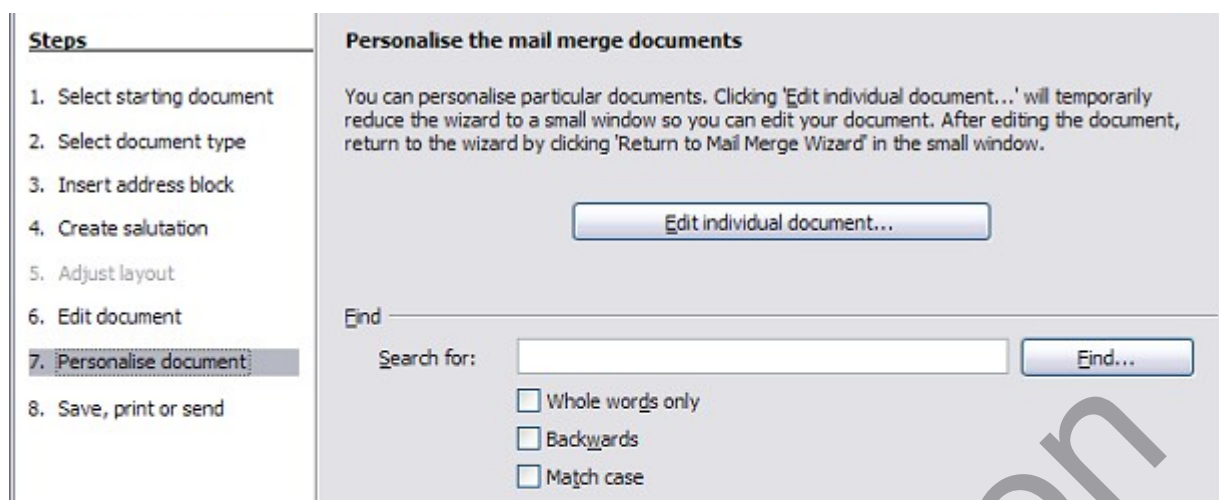 Steps
1. Select starting document
2. Select document type
3. Insert address block
4. Create salutation
5. Adjust layout
6. Edit document
7. Personalise document
8. Save, print or send
Personalise the mail merge documents
You can personalise particular documents. Clicking 'Edit individual document...' will temporarily
reduce the wizard to a small window so you can edit your document. After editing the document,
return to the wizard by clicking 'Return to Mail Merge Wizard' in the small window.
Edit individual document...
Find
Search for:
Find...
Whole words only
Backwards
Match case